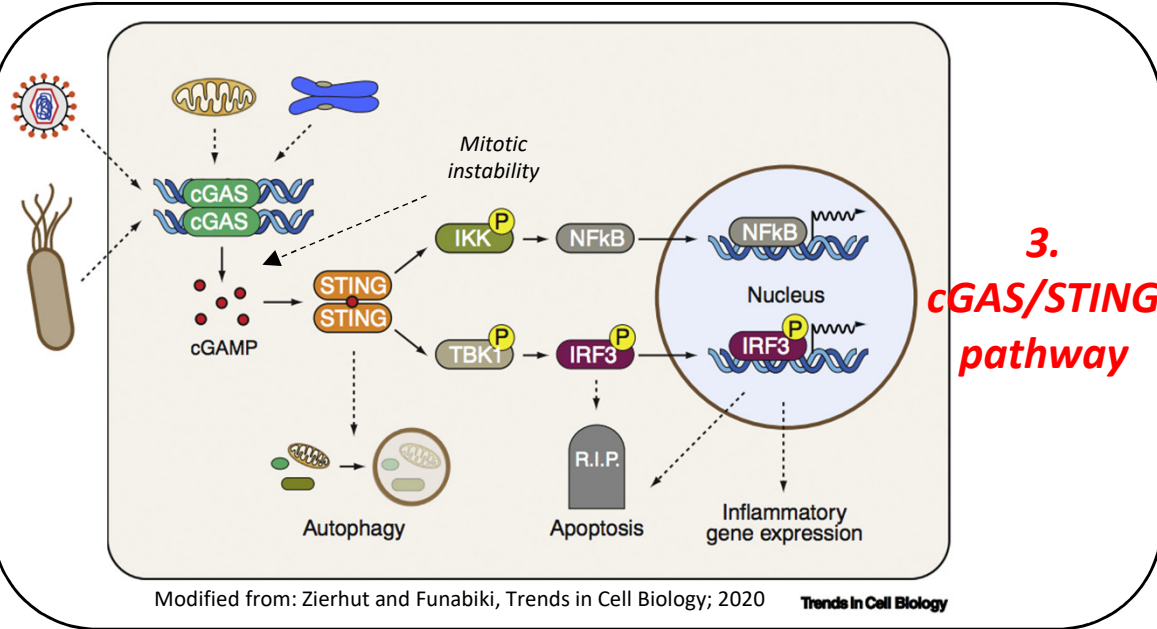 Mitotic
instability
cGAS
cGAS
cGAMP
STING
STING
IKK
P
NFkB
NFkB
Nucleus
TBK1
P
IRF3
P
IRF3
P
R.I.P.
Autophagy
Apoptosis
Inflammatory
gene expression
3.
cGAS/STING
pathway
Modified from: Zierhut and Funabiki, Trends in Cell Biology; 2020
Trends in Cell Biology